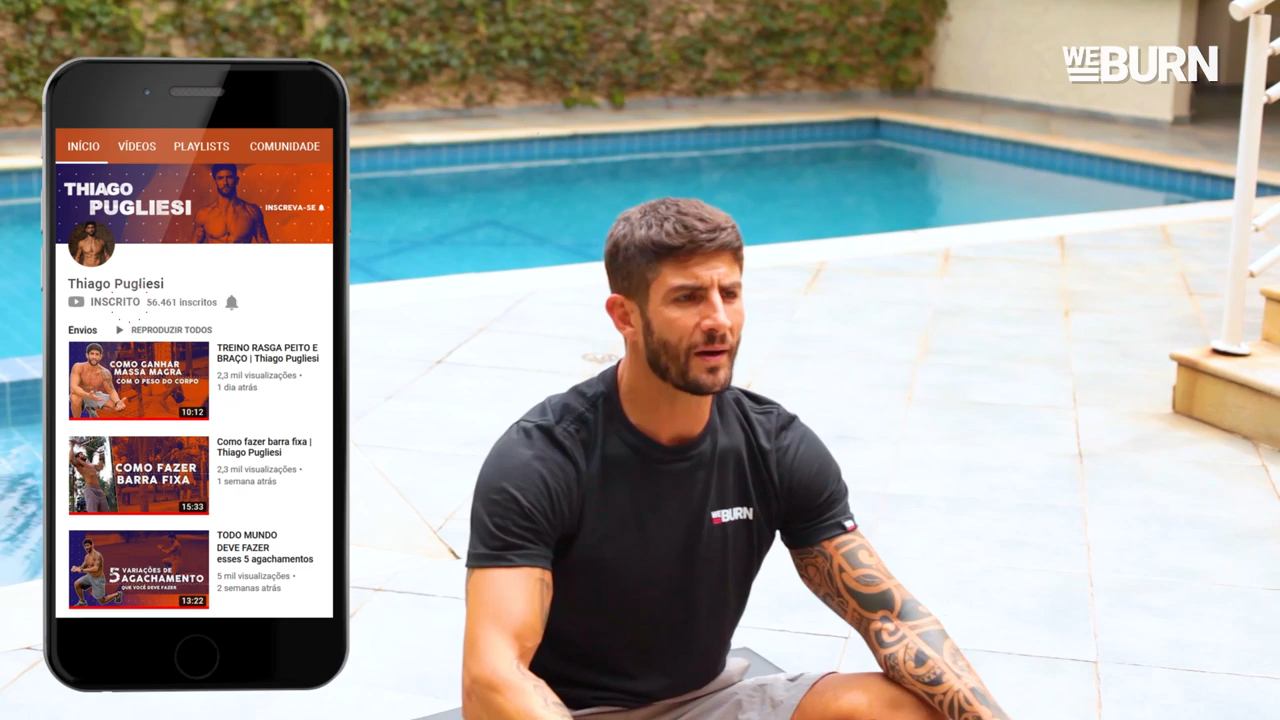 WE BURN
INÍCIO VÍDEOS PLAYLISTS COMUNIDADE
THIAGO
PUGLIESI
INSCREVA-SE
Thiago Pugliesi
INSCRITO 56.461 inscritos
Envios REPRODUZIR TODOS
COMO GANHAR
MASSA MAGRA
COM O PESO DO CORPO
10:12
TREINO RASGA PEITO E
BRAÇO | Thiago Pugliesi
2,3 mil visualizações •
1 dia atrás
COMO FAZER
BARRA FIXA
15:33
Como fazer barra fixa |
Thiago Pugliesi
2,3 mil visualizações •
1 semana atrás
5 VARIAÇÕES DE
AGACHAMENTO
QUE VOCÊ DEVE FAZER
13:22
TODO MUNDO
DEVE FAZER
esses 5 agachamentos
5 mil visualizações •
2 semanas atrás
WE BURN